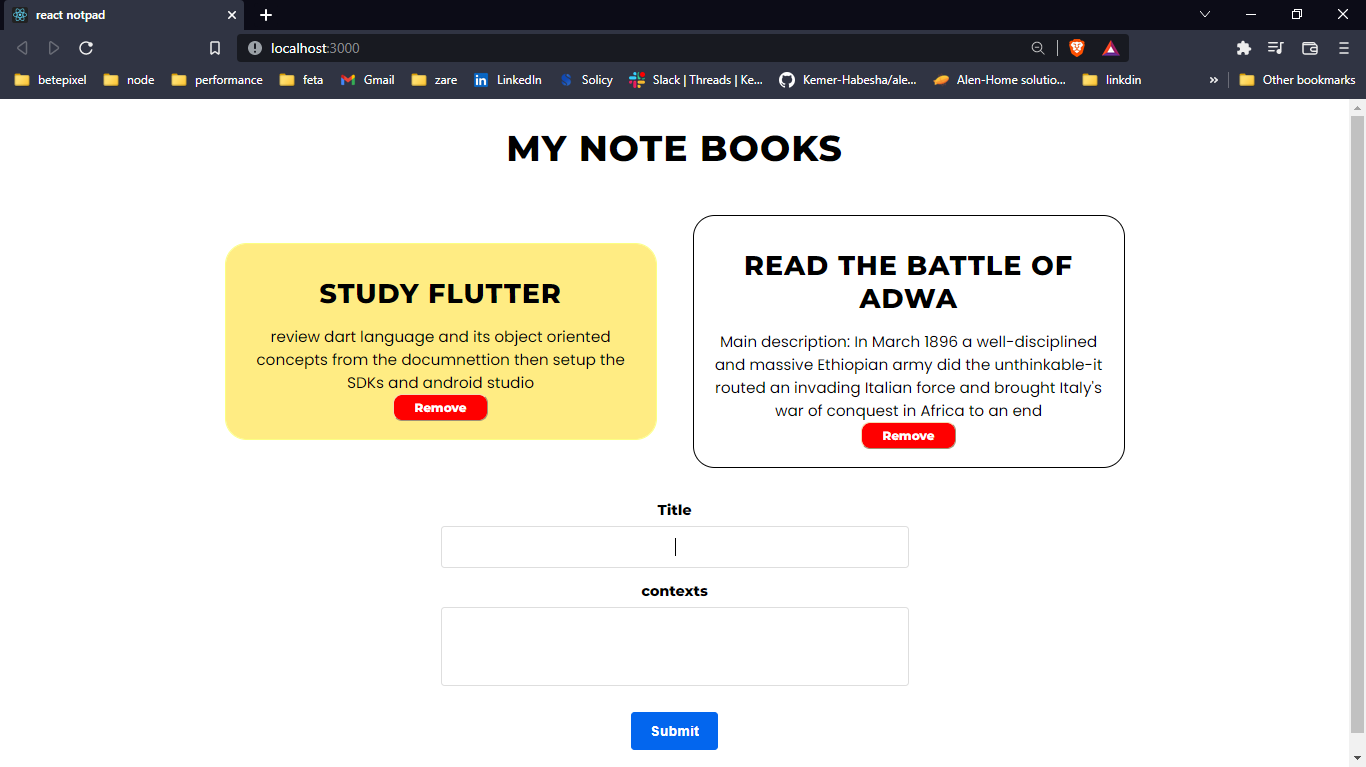 react notpad
localhost:3000
betepixel node performance feta Gmail zare LinkedIn Solicy Slack | Threads | Ke... Kemer-Habesha/ale... Alen-Home solutio... linkdin » Other bookmarks
MY NOTE BOOKS
STUDY FLUTTER
review dart language and its object oriented
concepts from the documnettion then setup the
SDKs and android studio
Remove
READ THE BATTLE OF
ADWA
Main description: In March 1896 a well-disciplined
and massive Ethiopian army did the unthinkable-it
routed an invading Italian force and brought Italy's
war of conquest in Africa to an end
Remove
Title
contexts
Submit